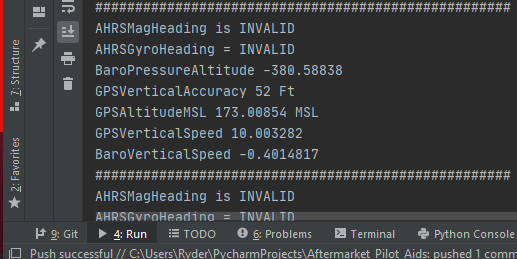 ####################################################
AHRSMagHeading is INVALID
AHRSGyroHeading = INVALID
BaroPressureAltitude -380.58838
GPSVerticalAccuracy 52 Ft
GPSAltitudeMSL 173.00854 MSL
GPSVerticalSpeed 10.003282
BaroVerticalSpeed -0.4014817
####################################################
AHRSMagHeading is INVALID
AHRSGyroHeading = INVALID
7: Structure
2: Favorites
9: Git 4: Run TODO 6: Problems Terminal Python Console
Push successful // C:\Users\Ryder\PycharmProjects\Aftermarket_Pilot_Aids: pushed 1 comm